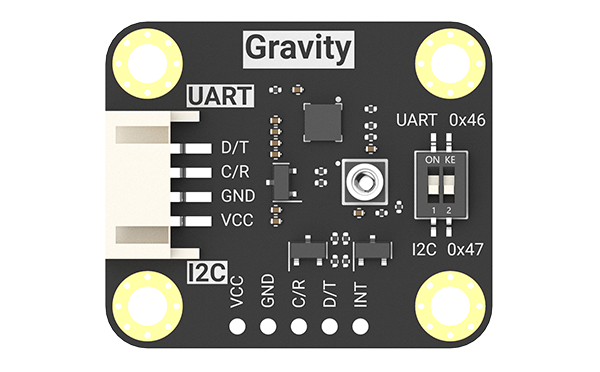 Gravity
UART
UART 0x46
D/T
C/R
GND
VCC
ON KE
1 2
I2C 0x47
I2C
VCC
GND
C/R
D/T
INT